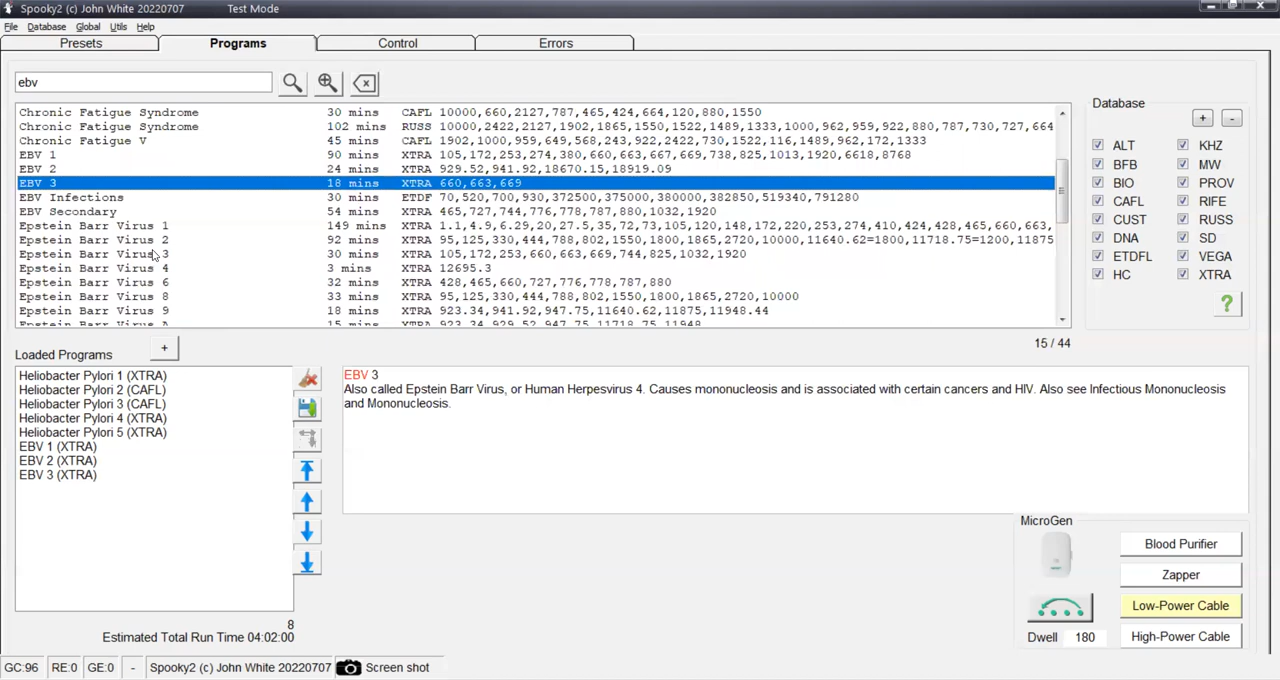 Spooky2 (c) John White 20220707 Test Mode
File Database Global Utils Help
Presets Programs Control Errors
ebv
Chronic Fatigue Syndrome 30 mins CAFL 10000,660,2127,787,465,424,664,120,880,1550
Chronic Fatigue Syndrome 102 mins RUSS 10000,2422,2127,1902,1865,1550,1522,1489,1333,1000,962,959,922,880,787,730,727,664
Chronic Fatigue V 45 mins CAFL 1902,1000,959,649,568,243,922,2422,730,1522,116,1489,962,172,1333
EBV 1 90 mins XTRA 105,172,253,274,380,660,663,667,669,738,825,1013,1920,6618,8768
EBV 2 24 mins XTRA 929.52,941.92,18670.15,18919.09
EBV 3 18 mins XTRA 660,663,669
EBV Infections 30 mins ETDF 70,520,700,930,372500,375000,380000,382850,519340,791280
EBV Secondary 54 mins XTRA 465,727,744,776,778,787,880,1032,1920
Epstein Barr Virus 1 149 mins XTRA 1.1,4.9,6.29,20,27.5,35,72,73,105,120,148,172,220,253,274,410,424,428,465,660,663,
Epstein Barr Virus 2 92 mins XTRA 95,125,330,444,788,802,1550,1800,1865,2720,10000,11640.62=1800,11718.75=1200,11875
Epstein Barr Virus 3 30 mins XTRA 105,172,253,660,663,669,744,825,1032,1920
Epstein Barr Virus 4 3 mins XTRA 12695.3
Epstein Barr Virus 6 32 mins XTRA 428,465,660,727,776,778,787,880
Epstein Barr Virus 8 33 mins XTRA 95,125,330,444,788,802,1550,1800,1865,2720,10000
Epstein Barr Virus 9 18 mins XTRA 923.34,941.92,947.75,11640.62,11875,11948.44
Epstein Barr Virus A 15 mins XTRA 923.34,929.52,947.75,11718.75,11948
15 / 44
Database
+ -
ALT KHZ
BFB MW
BIO PROV
CAFL RIFE
CUST RUSS
DNA SD
ETDFL VEGA
HC XTRA
?
Loaded Programs +
Heliobacter Pylori 1 (XTRA)
Heliobacter Pylori 2 (CAFL)
Heliobacter Pylori 3 (CAFL)
Heliobacter Pylori 4 (XTRA)
Heliobacter Pylori 5 (XTRA)
EBV 1 (XTRA)
EBV 2 (XTRA)
EBV 3 (XTRA)
8
Estimated Total Run Time 04:02:00
EBV 3
Also called Epstein Barr Virus, or Human Herpesvirus 4. Causes mononucleosis and is associated with certain cancers and HIV. Also see Infectious Mononucleosis
and Mononucleosis.
MicroGen
Blood Purifier
Zapper
Low-Power Cable
High-Power Cable
Dwell 180
GC:96 RE:0 GE:0 - Spooky2 (c) John White 20220707 Screen shot